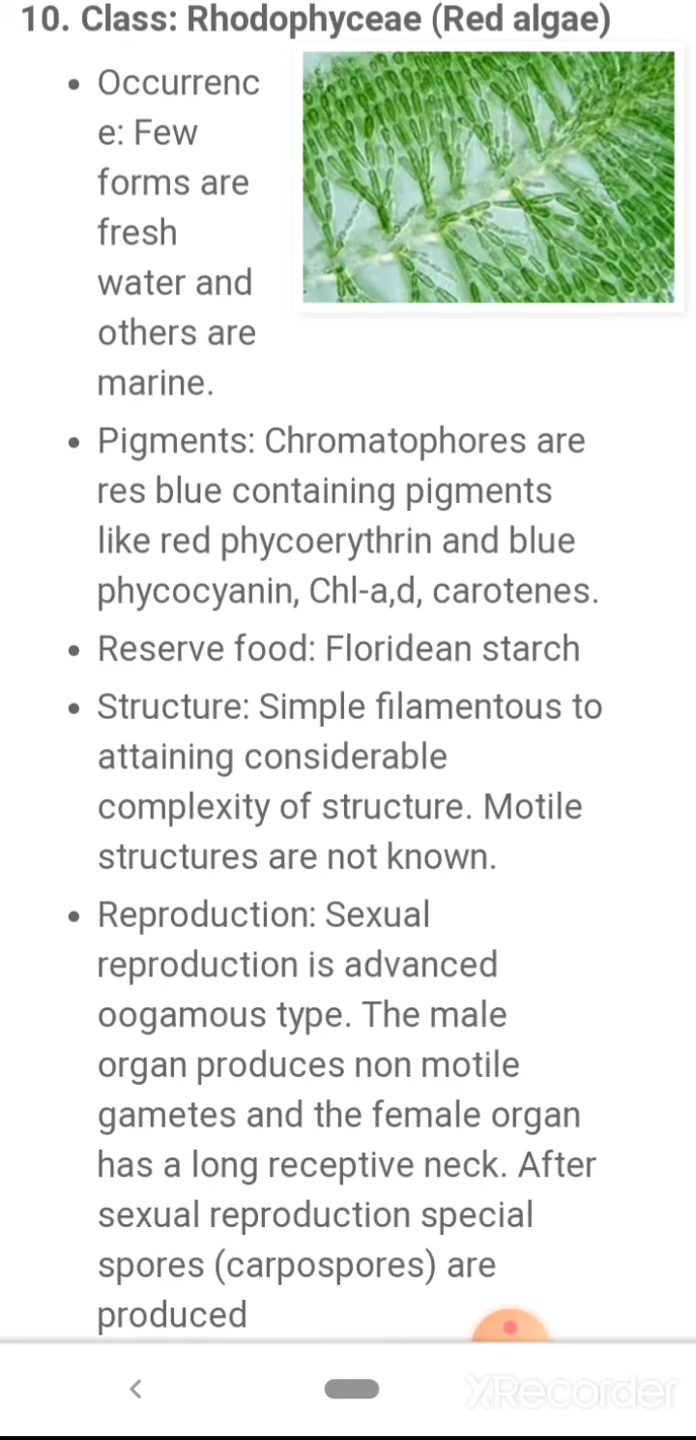 10. Class: Rhodophyceae (Red algae)
• Occurrenc
e: Few
forms are
fresh
water and
others are
marine.
• Pigments: Chromatophores are
res blue containing pigments
like red phycoerythrin and blue
phycocyanin, Chl-a,d, carotenes.
• Reserve food: Floridean starch
• Structure: Simple filamentous to
attaining considerable
complexity of structure. Motile
structures are not known.
• Reproduction: Sexual
reproduction is advanced
oogamous type. The male
organ produces non motile
gametes and the female organ
has a long receptive neck. After
sexual reproduction special
spores (carpospores) are
produced
XRecorder